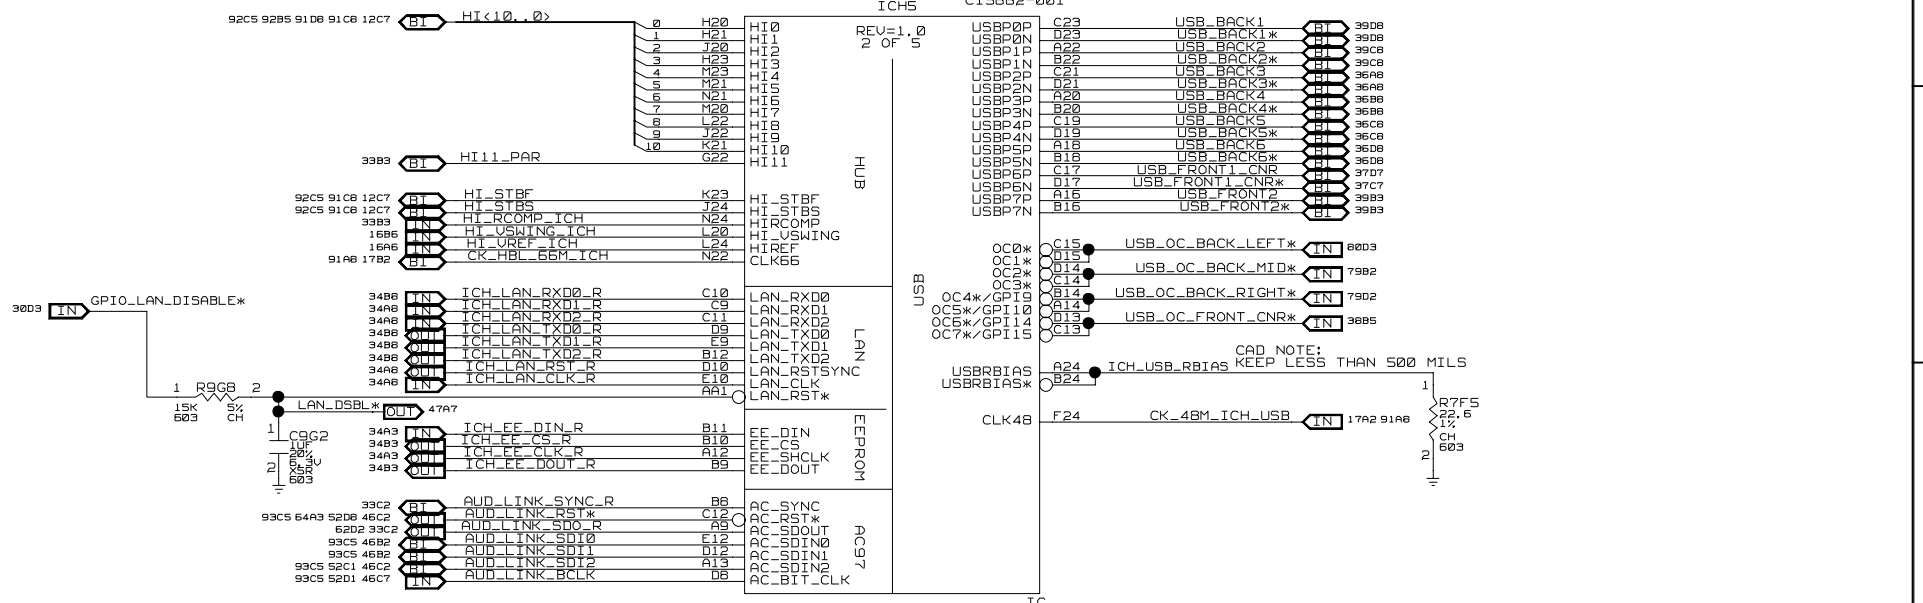 ICH5
C15882-001
REV=1.0
2 OF 5
92C5 92B5 91D8 91C8 12C7 BI HI<10..0>
0 H20 HI0
1 H21 HI1
2 J20 HI2
3 H23 HI3
4 M23 HI4
5 M21 HI5
6 N21 HI6
7 M20 HI7
8 L22 HI8
9 J22 HI9
10 K21 HI10
33B3 BI HI11_PAR G22 HI11
HUB
92C5 91C8 12C7 BI HI_STBF K23 HI_STBF
92C5 91C8 12C7 BI HI_STBS J24 HI_STBS
33B3 IN HI_RCOMP_ICH N24 HIRCOMP
16B6 IN HI_VSWING_ICH L20 HI_VSWING
16A6 IN HI_VREF_ICH L24 HIREF
91A8 17B2 BI CK_HBL_66M_ICH N22 CLK66
30D3 IN GPIO_LAN_DISABLE*
34B8 IN ICH_LAN_RXD0_R C10 LAN_RXD0
34A8 IN ICH_LAN_RXD1_R C9 LAN_RXD1
34A8 IN ICH_LAN_RXD2_R C11 LAN_RXD2
34B8 OUT ICH_LAN_TXD0_R D9 LAN_TXD0
34B8 OUT ICH_LAN_TXD1_R E9 LAN_TXD1
34B8 OUT ICH_LAN_TXD2_R B12 LAN_TXD2
34A8 OUT ICH_LAN_RST_R D10 LAN_RSTSYNC
34A8 IN ICH_LAN_CLK_R E10 LAN_CLK
AA1 LAN_RST*
LAN
1 R9G8 2
15K 5%
603 CH
LAN_DSBL* OUT 47A7
1 C9G2
1UF
20%
6.3V
2 X5R
603
34A3 IN ICH_EE_DIN_R B11 EE_DIN
34B3 OUT ICH_EE_CS_R B10 EE_CS
34A3 OUT ICH_EE_CLK_R A12 EE_SHCLK
34B3 OUT ICH_EE_DOUT_R B9 EE_DOUT
EEPROM
33C2 BI AUD_LINK_SYNC_R B8 AC_SYNC
93C5 64A3 52D8 46C2 OUT AUD_LINK_RST* C12 AC_RST*
62D2 33C2 OUT AUD_LINK_SDO_R A9 AC_SDOUT
93C5 46B2 BI AUD_LINK_SDI0 E12 AC_SDIN0
93C5 46B2 BI AUD_LINK_SDI1 D12 AC_SDIN1
93C5 52C1 46C2 BI AUD_LINK_SDI2 A13 AC_SDIN2
93C5 52D1 46C7 IN AUD_LINK_BCLK D8 AC_BIT_CLK
AC97
USBP0P C23 USB_BACK1 BI 39D8
USBP0N D23 USB_BACK1* BI 39D8
USBP1P A22 USB_BACK2 BI 39C8
USBP1N B22 USB_BACK2* BI 39C8
USBP2P C21 USB_BACK3 BI 36A8
USBP2N D21 USB_BACK3* BI 36A8
USBP3P A20 USB_BACK4 BI 36B8
USBP3N B20 USB_BACK4* BI 36B8
USBP4P C19 USB_BACK5 BI 36C8
USBP4N D19 USB_BACK5* BI 36C8
USBP5P A18 USB_BACK6 BI 36D8
USBP5N B18 USB_BACK6* BI 36D8
USBP6P C17 USB_FRONT1_CNR BI 37D7
USBP6N D17 USB_FRONT1_CNR* BI 37C7
USBP7P A16 USB_FRONT2 BI 39B3
USBP7N B16 USB_FRONT2* BI 39B3
USB
OC0* C15 USB_OC_BACK_LEFT* IN 80D3
OC1* D15
OC2* D14 USB_OC_BACK_MID* IN 79B2
OC3* C14
OC4*/GPI9 B14 USB_OC_BACK_RIGHT* IN 79D2
OC5*/GPI10 A14
OC6*/GPI14 D13 USB_OC_FRONT_CNR* IN 38B5
OC7*/GPI15 C13
CAD NOTE:
KEEP LESS THAN 500 MILS
USBRBIAS A24 ICH_USB_RBIAS
USBRBIAS* B24
CLK48 F24 CK_48M_ICH_USB IN 17A2 91A8
1 R7F5
22.6
1%
CH
603
2
IC